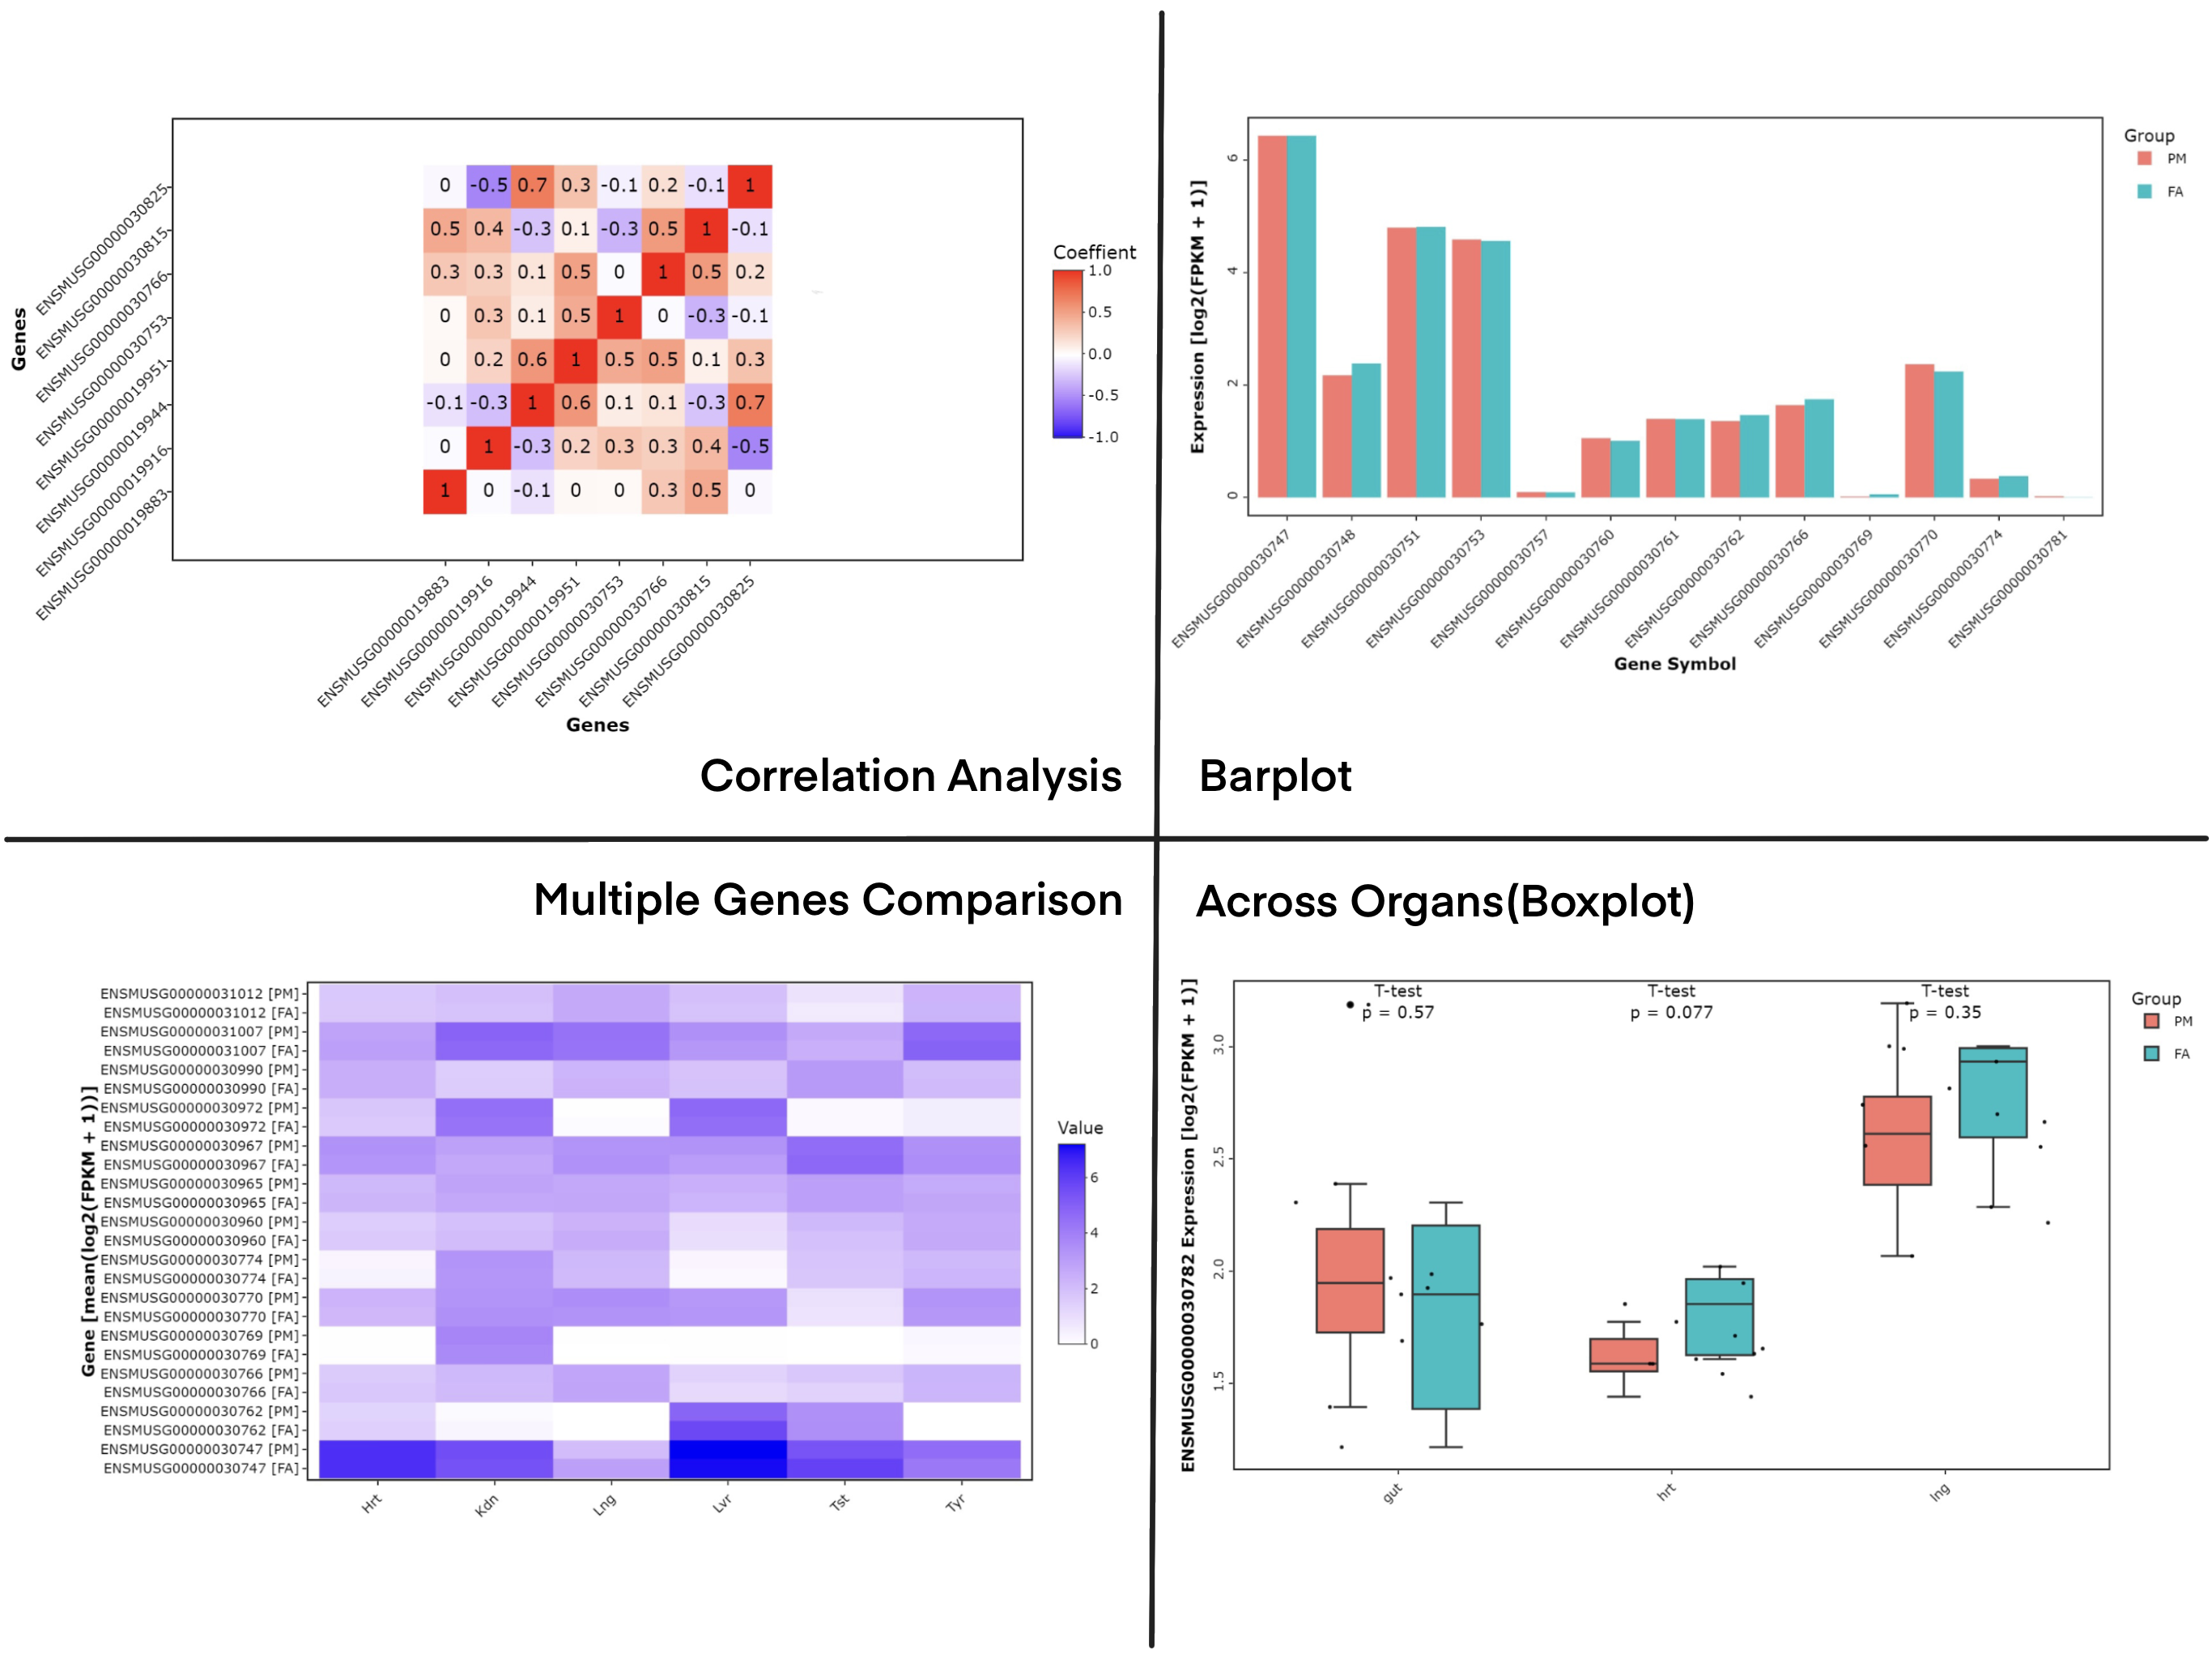 ENSMUSG00000030825
ENSMUSG00000030815
ENSMUSG00000030766
ENSMUSG00000030753
ENSMUSG00000019951
ENSMUSG00000019944
ENSMUSG00000019916
ENSMUSG00000019883
Genes
0 -0.5 0.7 0.3 -0.1 0.2 -0.1 1
0.5 0.4 -0.3 0.1 -0.3 0.5 1 -0.1
0.3 0.3 0.1 0.5 0 1 0.5 0.2
0 0.3 0.1 0.5 1 0 -0.3 -0.1
0 0.2 0.6 1 0.5 0.5 0.1 0.3
-0.1 -0.3 1 0.6 0.1 0.1 -0.3 0.7
0 1 -0.3 0.2 0.3 0.3 0.4 -0.5
1 0 -0.1 0 0 0.3 0.5 0
Coeffient
1.0
0.5
0.0
-0.5
-1.0
ENSMUSG00000019883
ENSMUSG00000019916
ENSMUSG00000019944
ENSMUSG00000019951
ENSMUSG00000030753
ENSMUSG00000030766
ENSMUSG00000030815
ENSMUSG00000030825
Genes
Correlation Analysis
Expression [log2(FPKM + 1)]
6
4
2
0
Group
PM
FA
ENSMUSG00000030747
ENSMUSG00000030748
ENSMUSG00000030751
ENSMUSG00000030753
ENSMUSG00000030757
ENSMUSG00000030760
ENSMUSG00000030761
ENSMUSG00000030762
ENSMUSG00000030766
ENSMUSG00000030769
ENSMUSG00000030770
ENSMUSG00000030774
ENSMUSG00000030781
Gene Symbol
Barplot
Multiple Genes Comparison
Gene [mean(log2(FPKM + 1))]
ENSMUSG00000031012 [PM]
ENSMUSG00000031012 [FA]
ENSMUSG00000031007 [PM]
ENSMUSG00000031007 [FA]
ENSMUSG00000030990 [PM]
ENSMUSG00000030990 [FA]
ENSMUSG00000030972 [PM]
ENSMUSG00000030972 [FA]
ENSMUSG00000030967 [PM]
ENSMUSG00000030967 [FA]
ENSMUSG00000030965 [PM]
ENSMUSG00000030965 [FA]
ENSMUSG00000030960 [PM]
ENSMUSG00000030960 [FA]
ENSMUSG00000030774 [PM]
ENSMUSG00000030774 [FA]
ENSMUSG00000030770 [PM]
ENSMUSG00000030770 [FA]
ENSMUSG00000030769 [PM]
ENSMUSG00000030769 [FA]
ENSMUSG00000030766 [PM]
ENSMUSG00000030766 [FA]
ENSMUSG00000030762 [PM]
ENSMUSG00000030762 [FA]
ENSMUSG00000030747 [PM]
ENSMUSG00000030747 [FA]
Hrt Kdn Lng Lvr Tst Tyr
Value
6
4
2
0
Across Organs(Boxplot)
ENSMUSG00000030782 Expression [log2(FPKM + 1)]
3.0
2.5
2.0
1.5
T-test
p = 0.57
T-test
p = 0.077
T-test
p = 0.35
Group
PM
FA
gut hrt lng